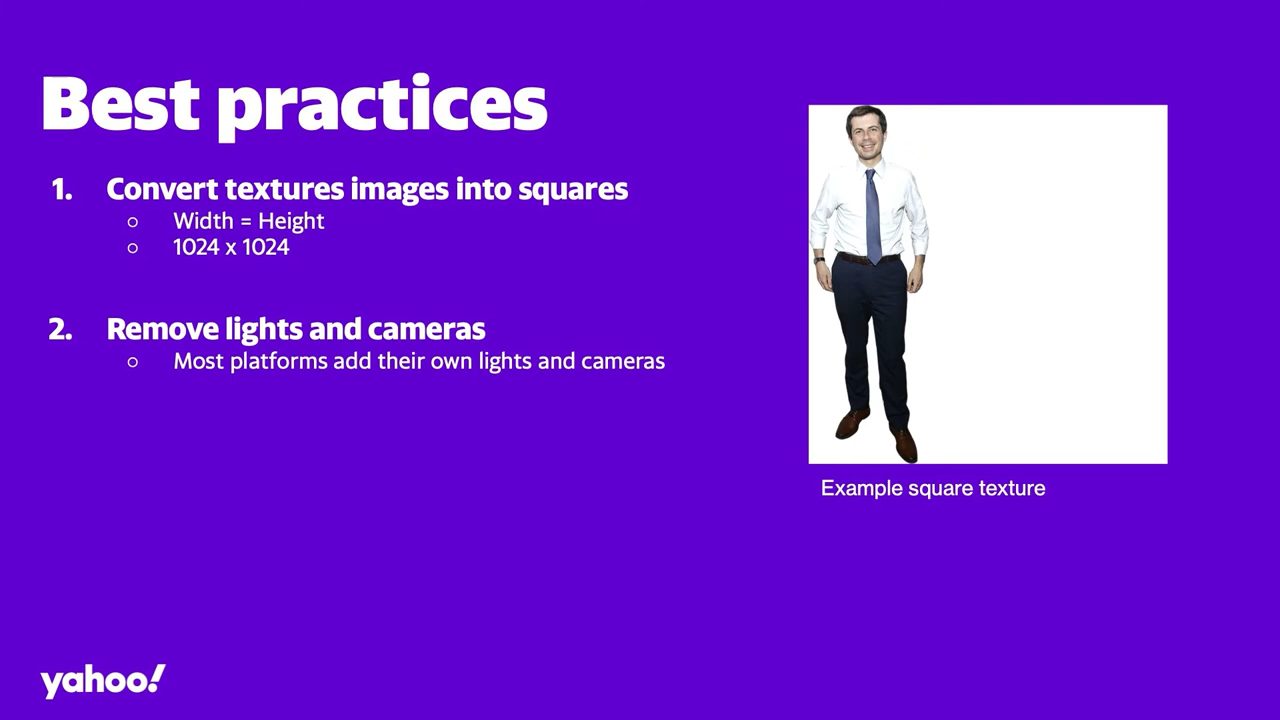 Best practices
1. Convert textures images into squares
○ Width = Height
○ 1024 x 1024
2. Remove lights and cameras
○ Most platforms add their own lights and cameras
Example square texture
yahoo!